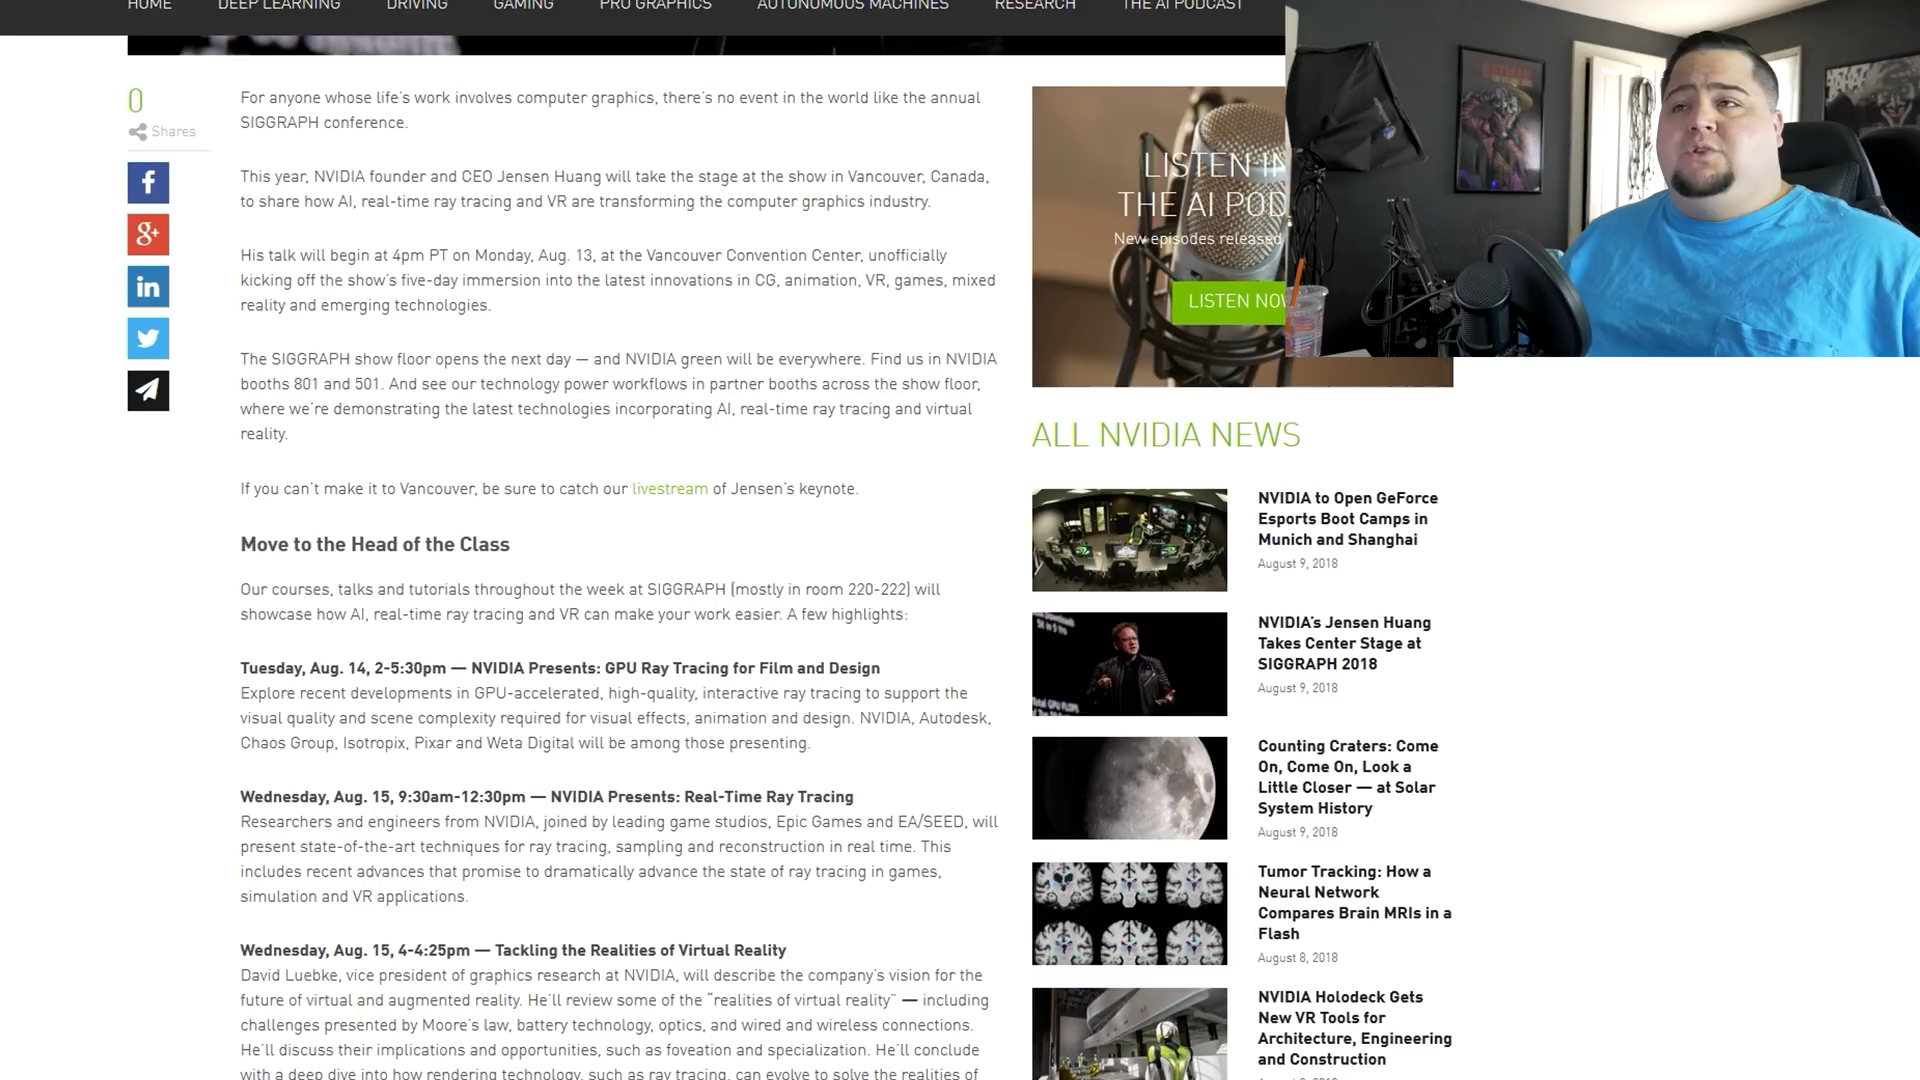 HOME DEEP LEARNING DRIVING GAMING PRO GRAPHICS AUTONOMOUS MACHINES RESEARCH THE AI PODCAST
0
Shares
For anyone whose life's work involves computer graphics, there's no event in the world like the annual
SIGGRAPH conference.
This year, NVIDIA founder and CEO Jensen Huang will take the stage at the show in Vancouver, Canada,
to share how AI, real-time ray tracing and VR are transforming the computer graphics industry.
His talk will begin at 4pm PT on Monday, Aug. 13, at the Vancouver Convention Center, unofficially
kicking off the show's five-day immersion into the latest innovations in CG, animation, VR, games, mixed
reality and emerging technologies.
The SIGGRAPH show floor opens the next day — and NVIDIA green will be everywhere. Find us in NVIDIA
booths 801 and 501. And see our technology power workflows in partner booths across the show floor,
where we're demonstrating the latest technologies incorporating AI, real-time ray tracing and virtual
reality.
If you can't make it to Vancouver, be sure to catch our livestream of Jensen's keynote.
Move to the Head of the Class
Our courses, talks and tutorials throughout the week at SIGGRAPH (mostly in room 220-222) will
showcase how AI, real-time ray tracing and VR can make your work easier. A few highlights:
Tuesday, Aug. 14, 2-5:30pm — NVIDIA Presents: GPU Ray Tracing for Film and Design
Explore recent developments in GPU-accelerated, high-quality, interactive ray tracing to support the
visual quality and scene complexity required for visual effects, animation and design. NVIDIA, Autodesk,
Chaos Group, Isotropix, Pixar and Weta Digital will be among those presenting.
Wednesday, Aug. 15, 9:30am-12:30pm — NVIDIA Presents: Real-Time Ray Tracing
Researchers and engineers from NVIDIA, joined by leading game studios, Epic Games and EA/SEED, will
present state-of-the-art techniques for ray tracing, sampling and reconstruction in real time. This
includes recent advances that promise to dramatically advance the state of ray tracing in games,
simulation and VR applications.
Wednesday, Aug. 15, 4-4:25pm — Tackling the Realities of Virtual Reality
David Luebke, vice president of graphics research at NVIDIA, will describe the company's vision for the
future of virtual and augmented reality. He'll review some of the “realities of virtual reality” — including
challenges presented by Moore's law, battery technology, optics, and wired and wireless connections.
He'll discuss their implications and opportunities, such as foveation and specialization. He'll conclude
with a deep dive into how rendering technology, such as ray tracing, can evolve to solve the realities of
LISTEN IN
THE AI POD
New episodes released
LISTEN NOW
ALL NVIDIA NEWS
NVIDIA to Open GeForce
Esports Boot Camps in
Munich and Shanghai
August 9, 2018
NVIDIA's Jensen Huang
Takes Center Stage at
SIGGRAPH 2018
August 9, 2018
Counting Craters: Come
On, Come On, Look a
Little Closer — at Solar
System History
August 9, 2018
Tumor Tracking: How a
Neural Network
Compares Brain MRIs in a
Flash
August 8, 2018
NVIDIA Holodeck Gets
New VR Tools for
Architecture, Engineering
and Construction